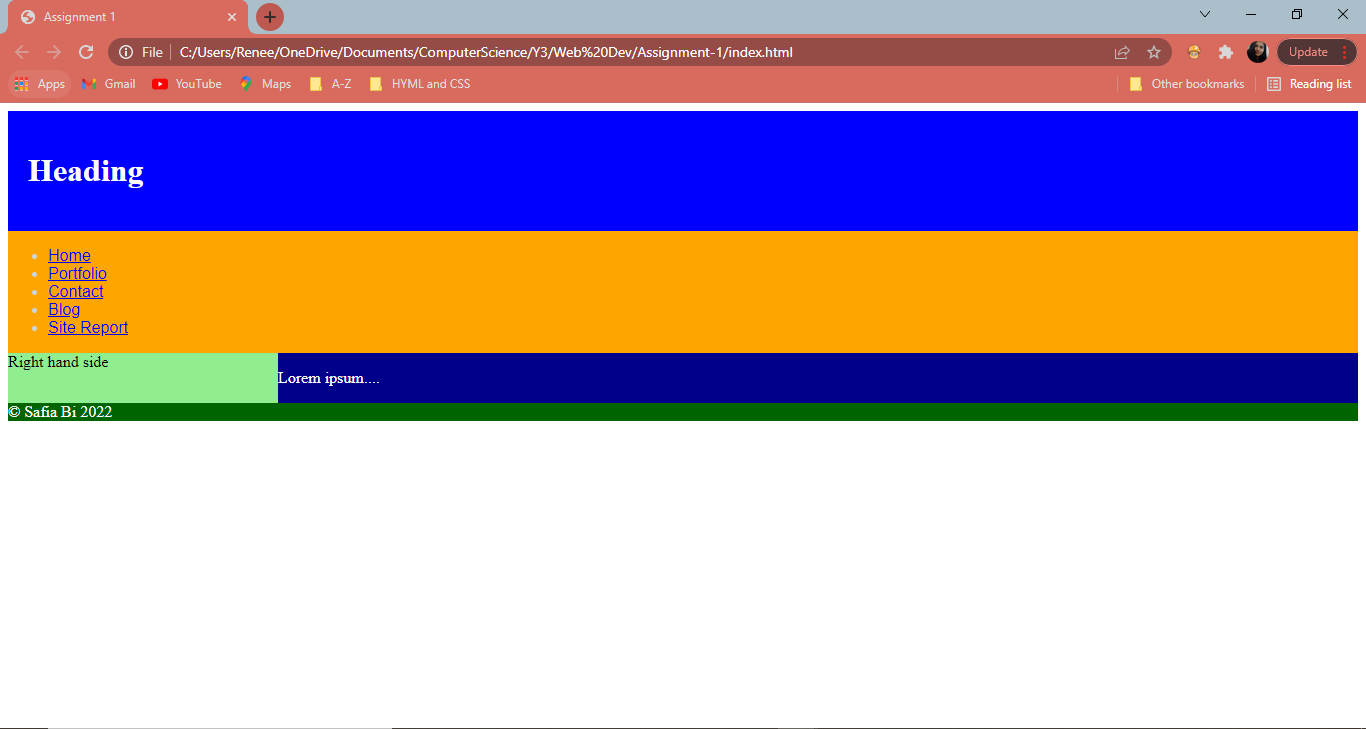 Assignment 1
File C:/Users/Renee/OneDrive/Documents/ComputerScience/Y3/Web%20Dev/Assignment-1/index.html Update
Apps Gmail YouTube Maps A-Z HYML and CSS Other bookmarks Reading list
Heading
Home
Portfolio
Contact
Blog
Site Report
Right hand side
Lorem ipsum....
© Safia Bi 2022